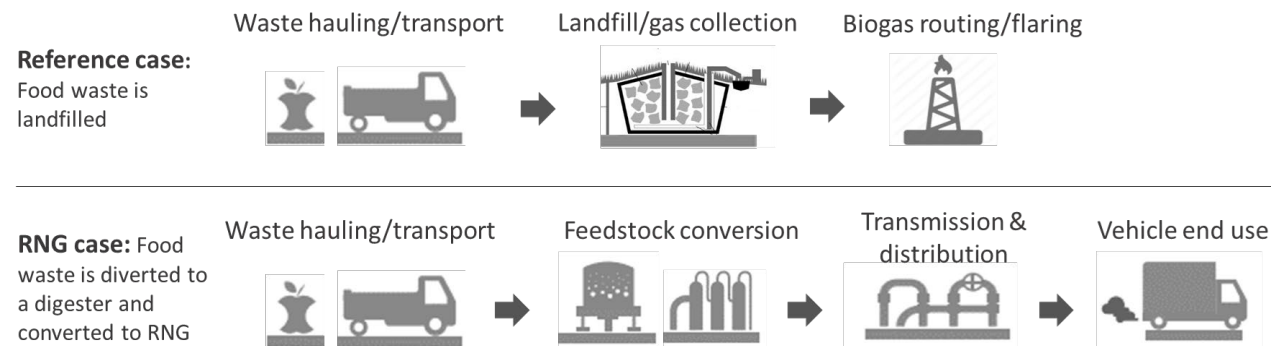 Waste hauling/transport
Landfill/gas collection
Biogas routing/flaring
Reference case:
Food waste is
landfilled
Waste hauling/transport
Feedstock conversion
Transmission &
distribution
Vehicle end use
RNG case: Food
waste is diverted to
a digester and
converted to RNG